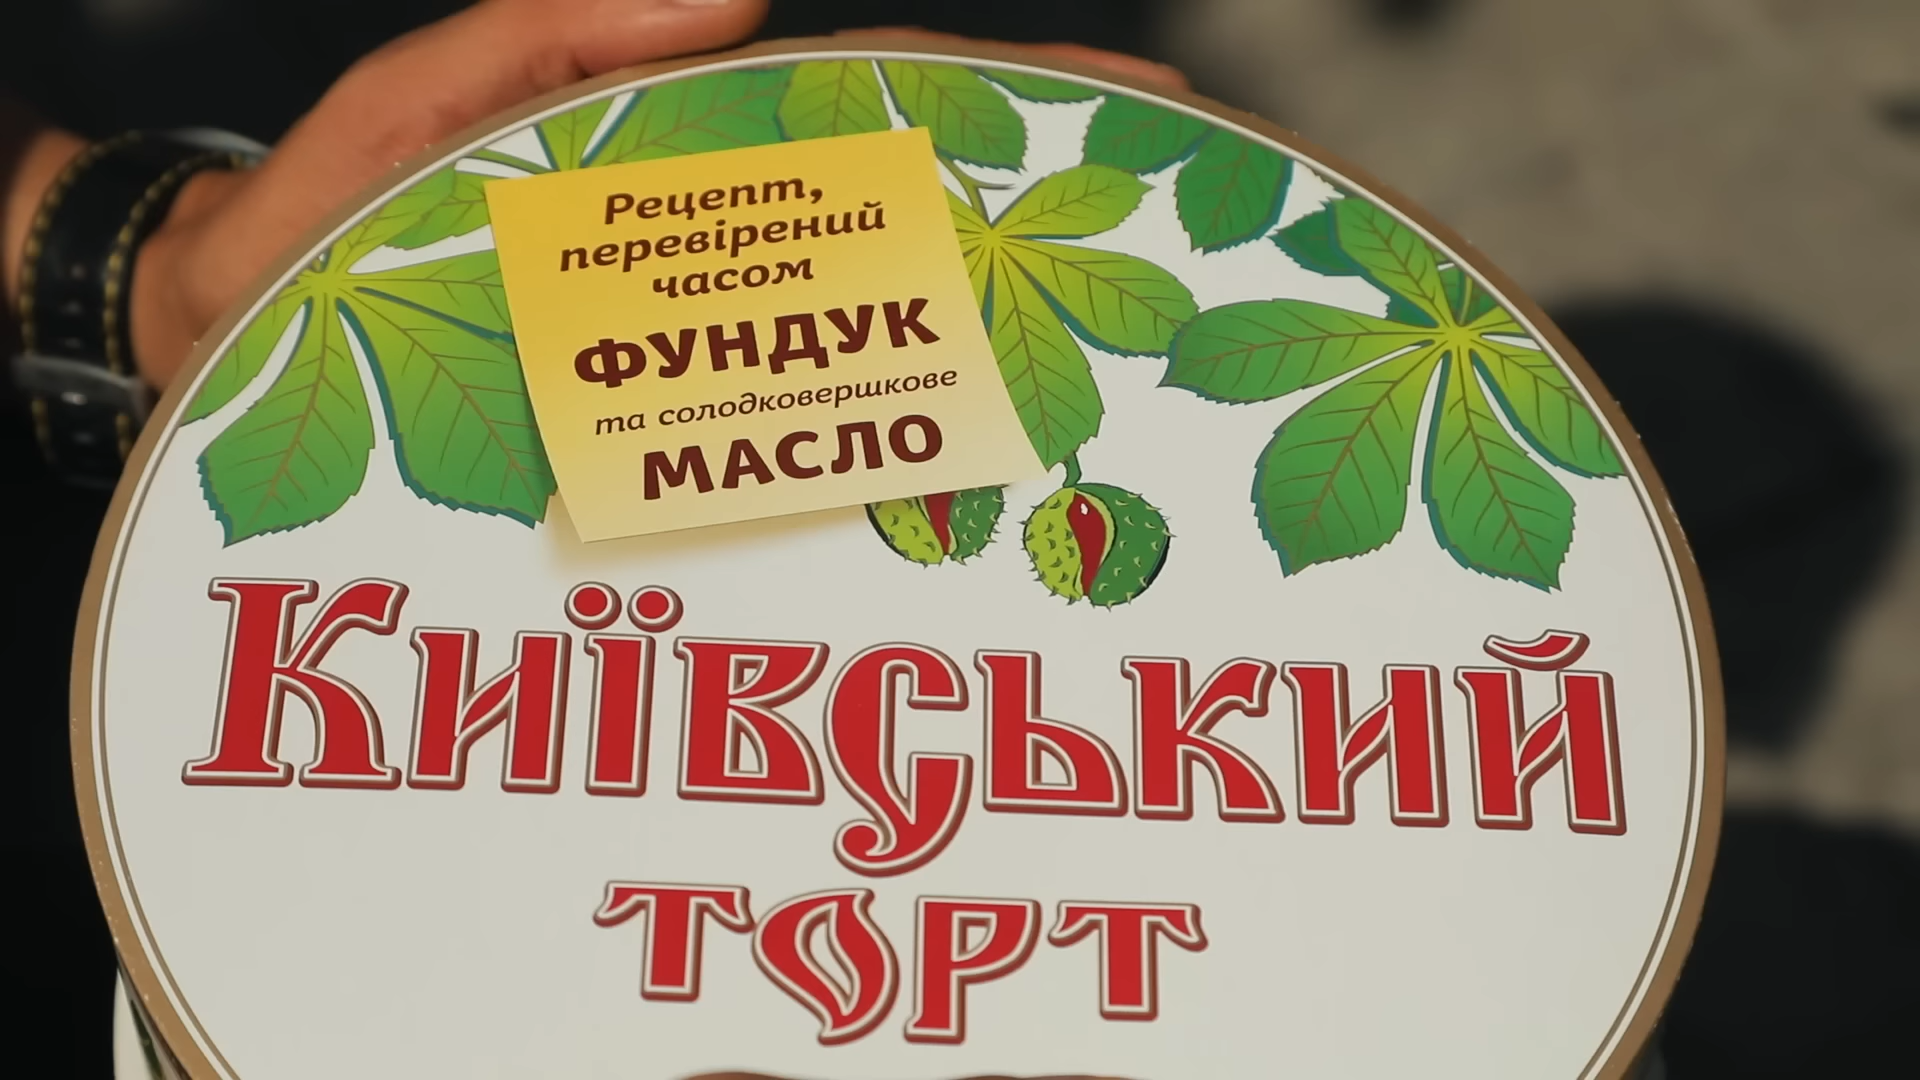 Рецепт,
перевірений
часом
ФУНДУК
та солодковершкове
МАСЛО
Київський
торт